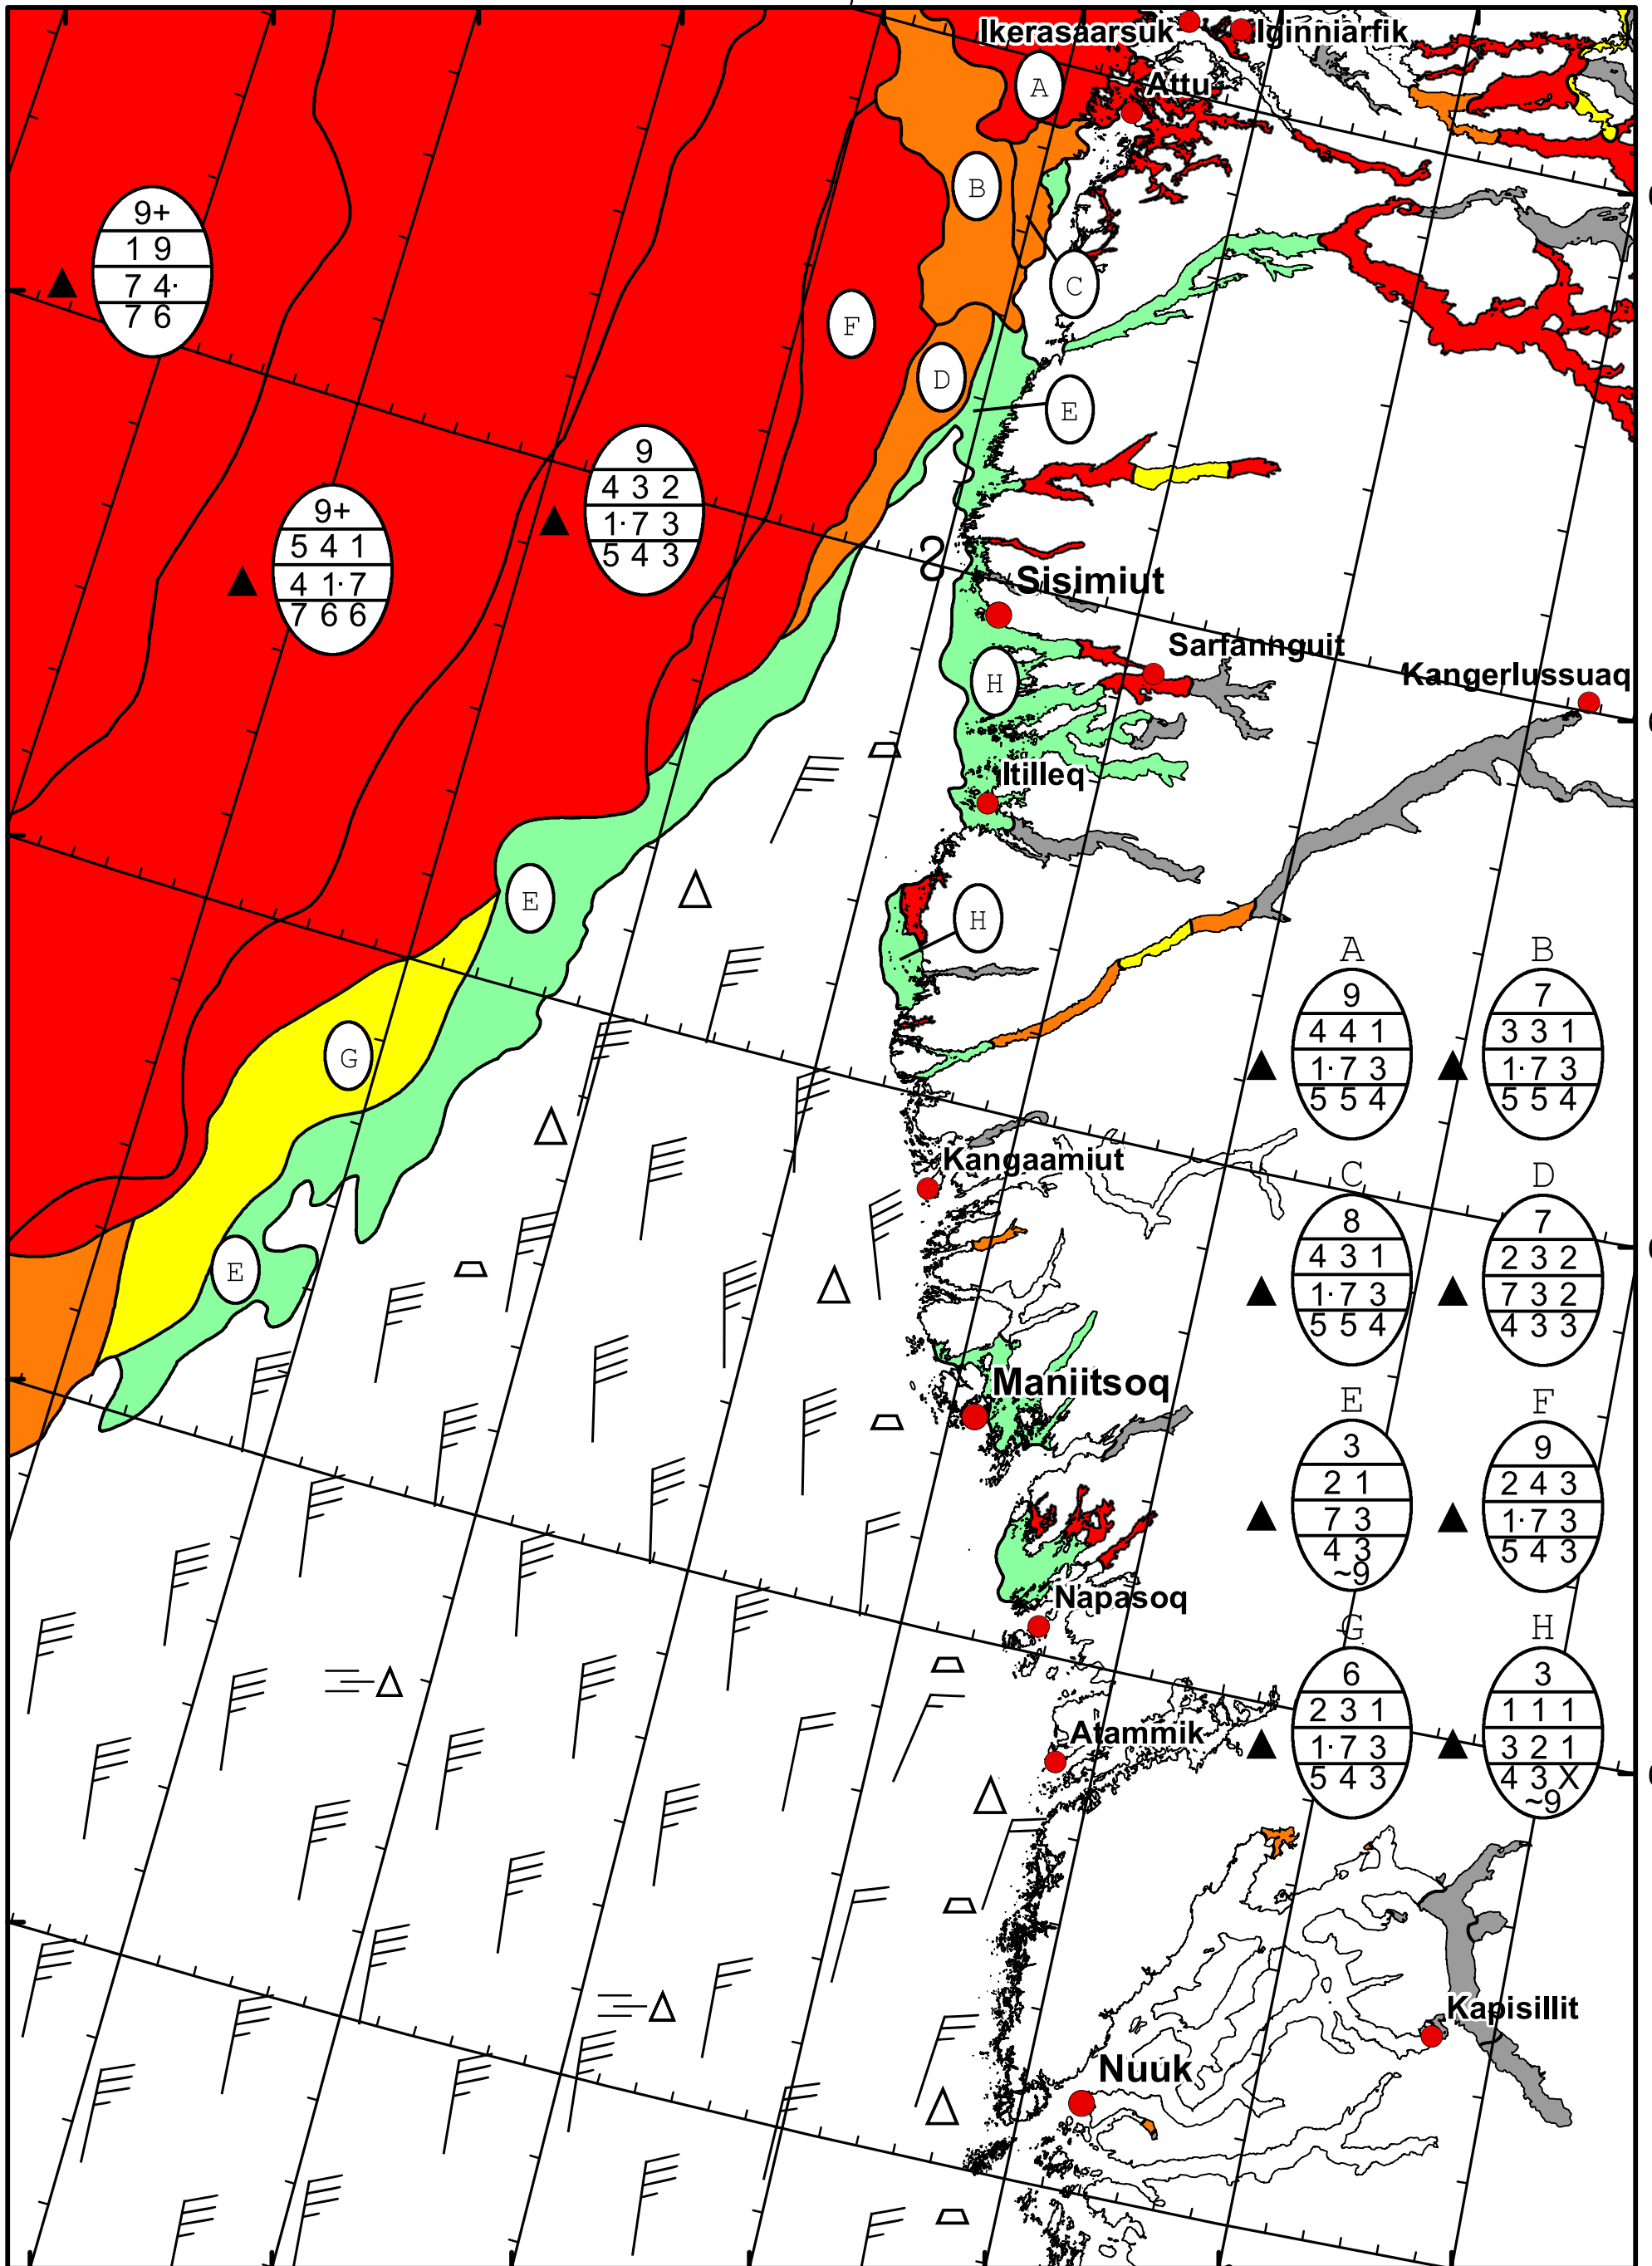 Ikerasaarsuk
Iginniarfik
Attu
A
B
C
9+
1 9
7 4·
7 6
F
D
E
9
4 3 2
1· 7 3
5 4 3
9+
5 4 1
4 1· 7
7 6 6
Sisimiut
Sarfannguit
Kangerlussuaq
H
Itilleq
E
H
G
Kangaamiut
E
Maniitsoq
Napasoq
Atammik
Kapisillit
Nuuk
A
9
4 4 1
1· 7 3
5 5 4
B
7
3 3 1
1· 7 3
5 5 4
C
8
4 3 1
1· 7 3
5 5 4
D
7
2 3 2
7 3 2
4 3 3
E
3
2 1
7 3
4 3
~9
F
9
2 4 3
1· 7 3
5 4 3
G
6
2 3 1
1· 7 3
5 4 3
H
3
1 1 1
3 2 1
4 3 X
~9